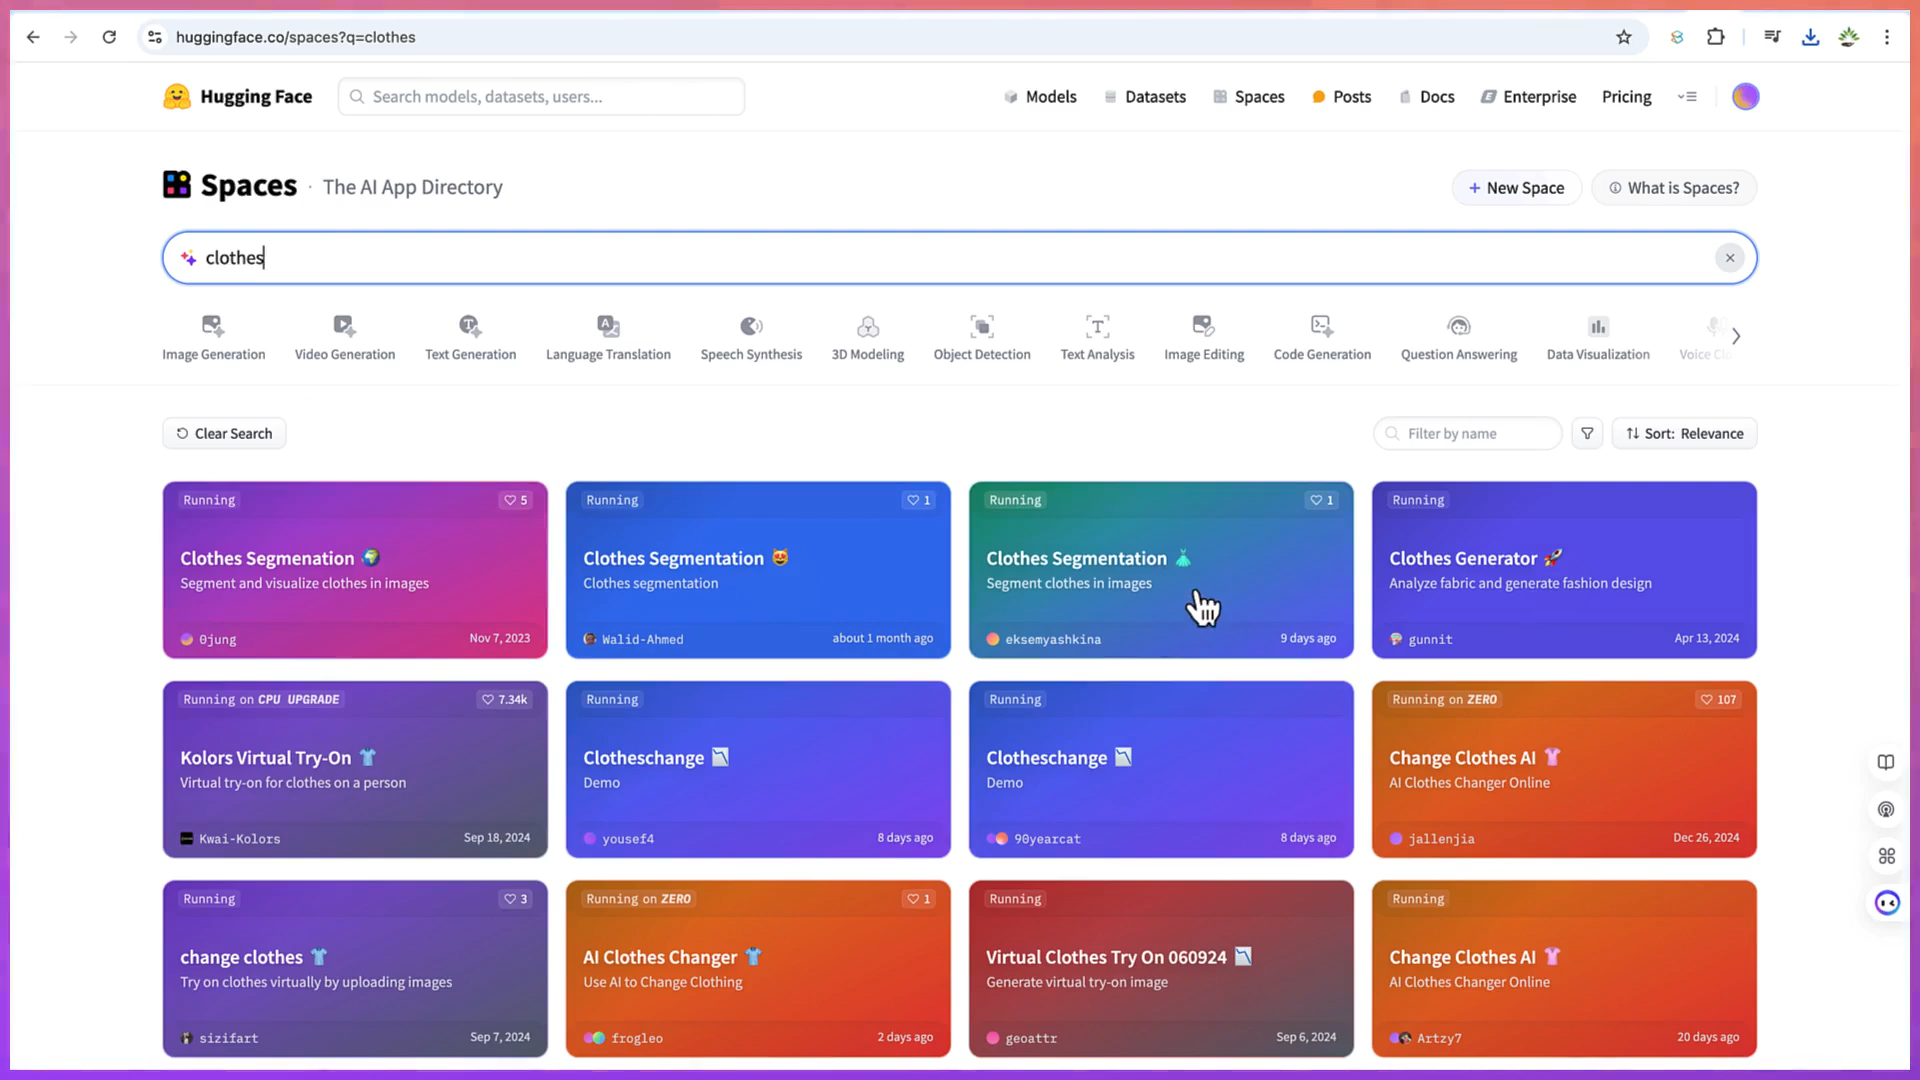 huggingface.co/spaces?q=clothes
Hugging Face
Search models, datasets, users...
Models
Datasets
Spaces
Posts
Docs
Enterprise
Pricing
Spaces · The AI App Directory
+ New Space
What is Spaces?
clothes
Image Generation
Video Generation
Text Generation
Language Translation
Speech Synthesis
3D Modeling
Object Detection
Text Analysis
Image Editing
Code Generation
Question Answering
Data Visualization
Clear Search
Filter by name
Sort: Relevance
Running
5
Clothes Segmenation
Segment and visualize clothes in images
0jung
Nov 7, 2023
Running
1
Clothes Segmentation
Clothes segmentation
Walid-Ahmed
about 1 month ago
Running
1
Clothes Segmentation
Segment clothes in images
eksemyashkina
9 days ago
Running
Clothes Generator
Analyze fabric and generate fashion design
gunnit
Apr 13, 2024
Running on CPU UPGRADE
7.34k
Kolors Virtual Try-On
Virtual try-on for clothes on a person
Kwai-Kolors
Sep 18, 2024
Running
Clotheschange
Demo
yousef4
8 days ago
Running
Clotheschange
Demo
90yearcat
8 days ago
Running on ZERO
107
Change Clothes AI
AI Clothes Changer Online
jallenjia
Dec 26, 2024
Running
3
change clothes
Try on clothes virtually by uploading images
sizifart
Sep 7, 2024
Running on ZERO
1
AI Clothes Changer
Use AI to Change Clothing
frogleo
2 days ago
Running
Virtual Clothes Try On 060924
Generate virtual try-on image
geoattr
Sep 6, 2024
Running
Change Clothes AI
AI Clothes Changer Online
Artzy7
20 days ago